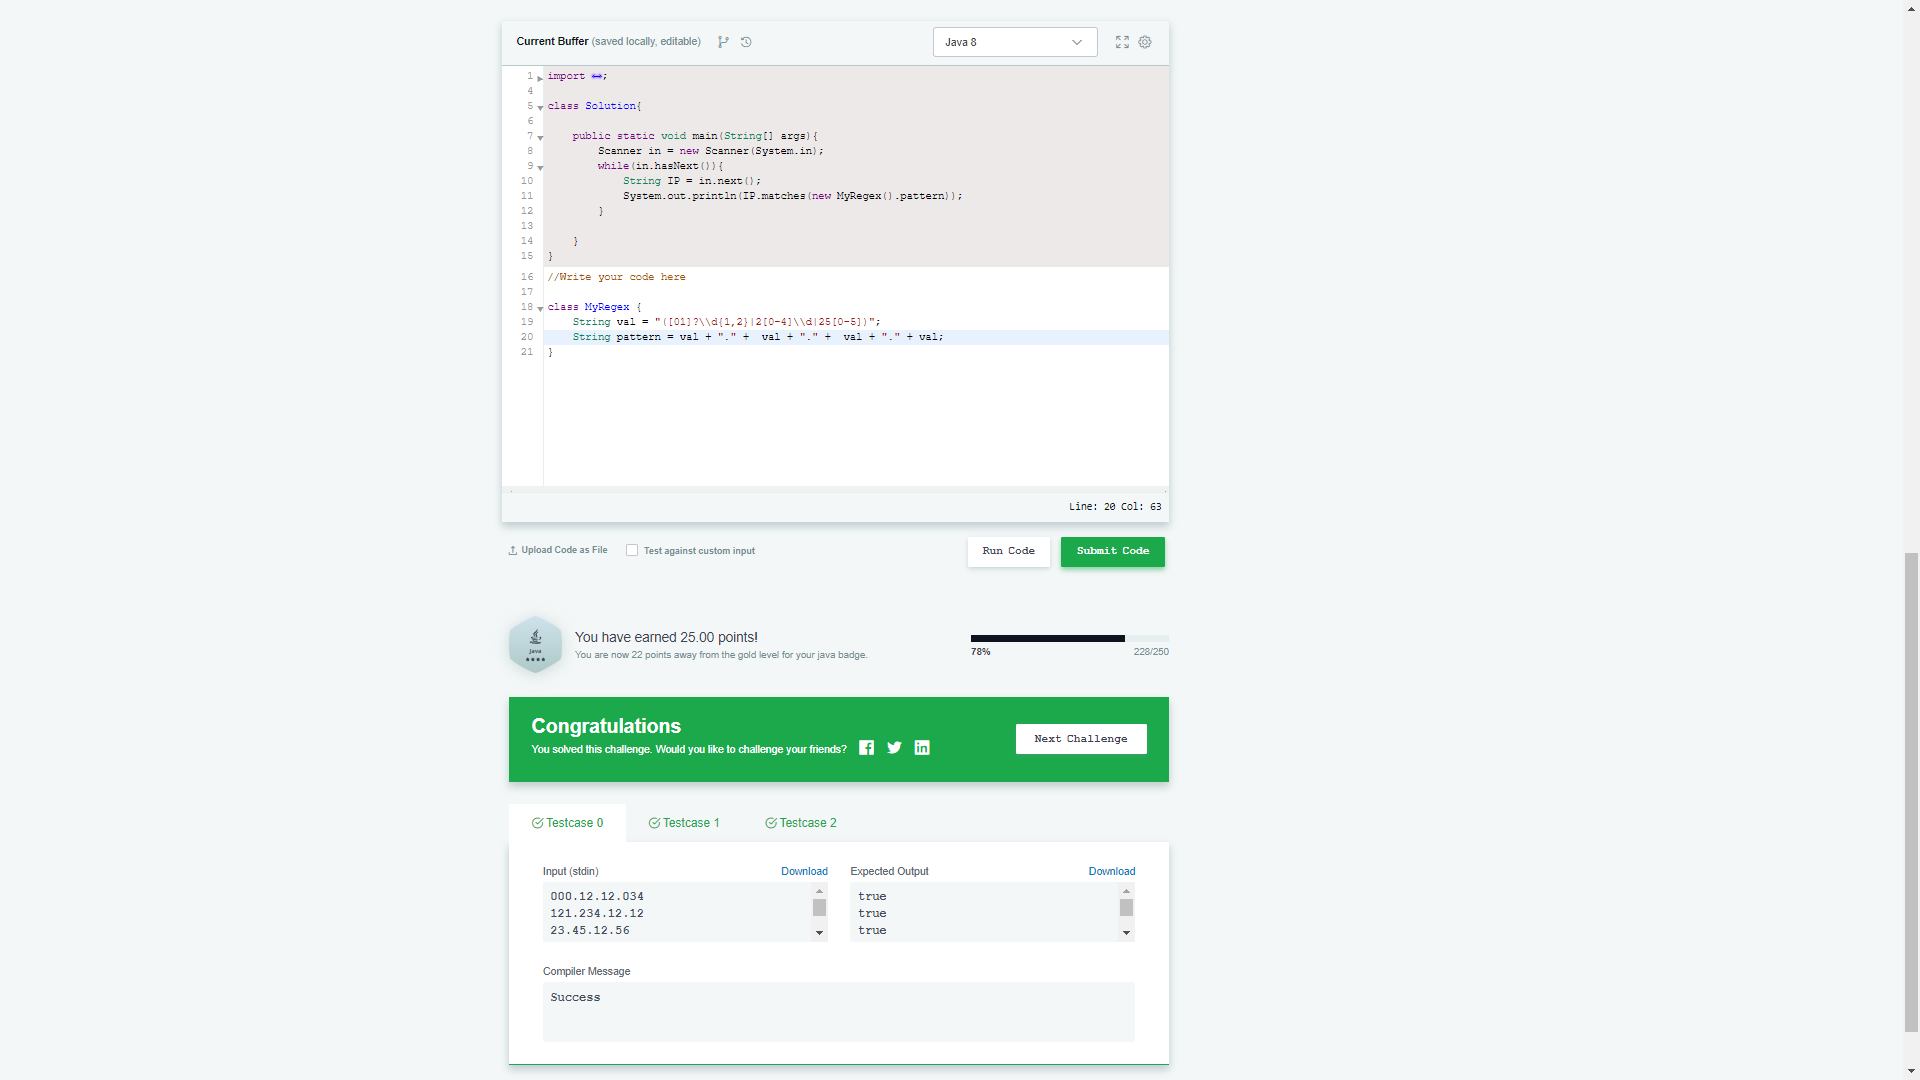 Current Buffer (saved locally, editable)
Java 8
1 import ↔;
4
5 class Solution{
6
7 public static void main(String[] args){
8 Scanner in = new Scanner(System.in);
9 while(in.hasNext()){
10 String IP = in.next();
11 System.out.println(IP.matches(new MyRegex().pattern));
12 }
13
14 }
15 }
16 //Write your code here
17
18 class MyRegex {
19 String val = "([01]?\\d{1,2}|2[0-4]\\d|25[0-5])";
20 String pattern = val + "." +  val + "." +  val + "." + val;
21 }
Line: 20 Col: 63
Upload Code as File
Test against custom input
Run Code
Submit Code
Java
You have earned 25.00 points!
You are now 22 points away from the gold level for your java badge.
78%
228/250
Congratulations
You solved this challenge. Would you like to challenge your friends?
Next Challenge
Testcase 0
Testcase 1
Testcase 2
Input (stdin)
Download
000.12.12.034
121.234.12.12
23.45.12.56
Expected Output
Download
true
true
true
Compiler Message
Success